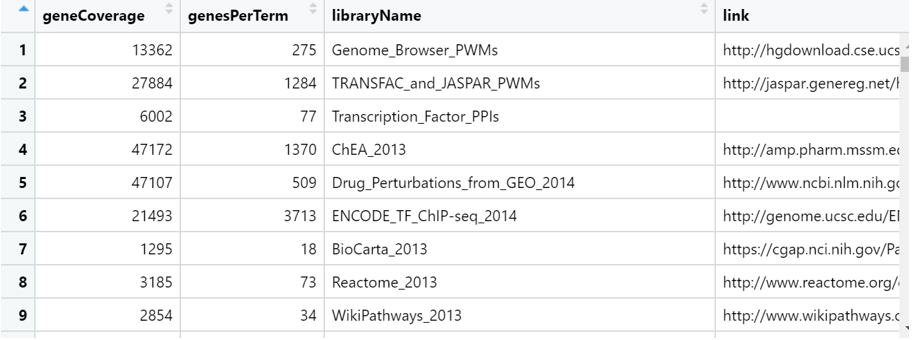 geneCoverage genesPerTerm libraryName link
1 13362 275 Genome_Browser_PWMs http://hgdownload.cse.ucs
2 27884 1284 TRANSFAC_and_JASPAR_PWMs http://jaspar.genereg.net/h
3 6002 77 Transcription_Factor_PPIs
4 47172 1370 ChEA_2013 http://amp.pharm.mssm.ed
5 47107 509 Drug_Perturbations_from_GEO_2014 http://www.ncbi.nlm.nih.gc
6 21493 3713 ENCODE_TF_ChIP-seq_2014 http://genome.ucsc.edu/EN
7 1295 18 BioCarta_2013 https://cgap.nci.nih.gov/Pa
8 3185 73 Reactome_2013 http://www.reactome.org/
9 2854 34 WikiPathways_2013 http://www.wikipathways.c